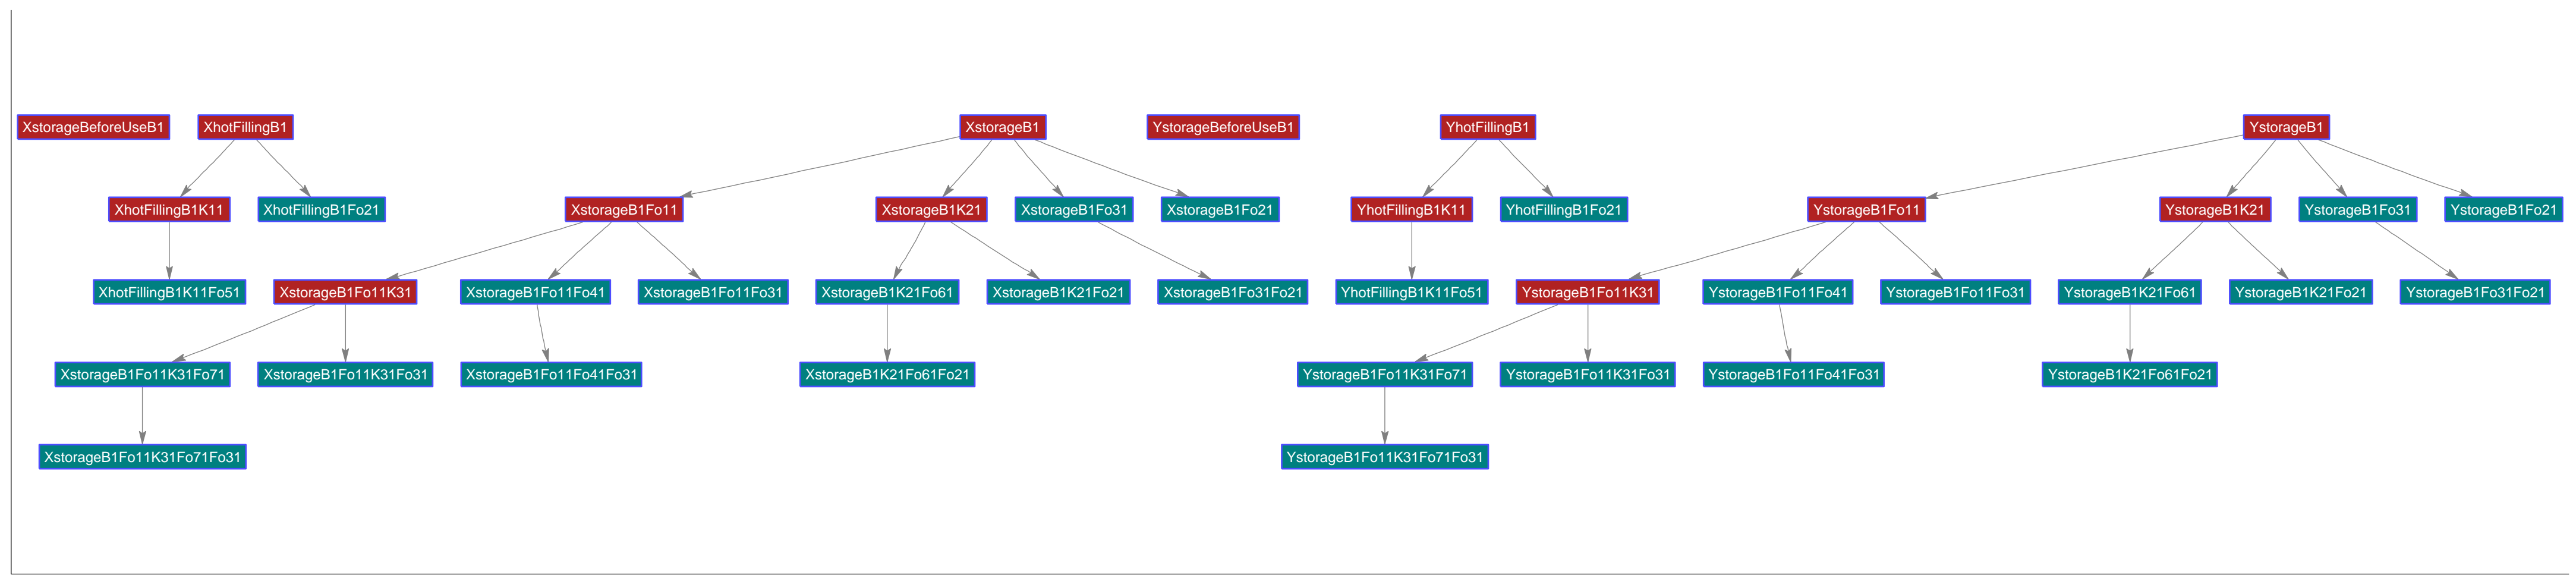 XstorageBeforeUseB1
XhotFillingB1
XstorageB1
YstorageBeforeUseB1
YhotFillingB1
YstorageB1
XhotFillingB1K11
XhotFillingB1Fo21
XstorageB1Fo11
XstorageB1K21
XstorageB1Fo31
XstorageB1Fo21
YhotFillingB1K11
YhotFillingB1Fo21
YstorageB1Fo11
YstorageB1K21
YstorageB1Fo31
YstorageB1Fo21
XhotFillingB1K11Fo51
XstorageB1Fo11K31
XstorageB1Fo11Fo41
XstorageB1Fo11Fo31
XstorageB1K21Fo61
XstorageB1K21Fo21
XstorageB1Fo31Fo21
YhotFillingB1K11Fo51
YstorageB1Fo11K31
YstorageB1Fo11Fo41
YstorageB1Fo11Fo31
YstorageB1K21Fo61
YstorageB1K21Fo21
YstorageB1Fo31Fo21
XstorageB1Fo11K31Fo71
XstorageB1Fo11K31Fo31
XstorageB1Fo11Fo41Fo31
XstorageB1K21Fo61Fo21
YstorageB1Fo11K31Fo71
YstorageB1Fo11K31Fo31
YstorageB1Fo11Fo41Fo31
YstorageB1K21Fo61Fo21
XstorageB1Fo11K31Fo71Fo31
YstorageB1Fo11K31Fo71Fo31